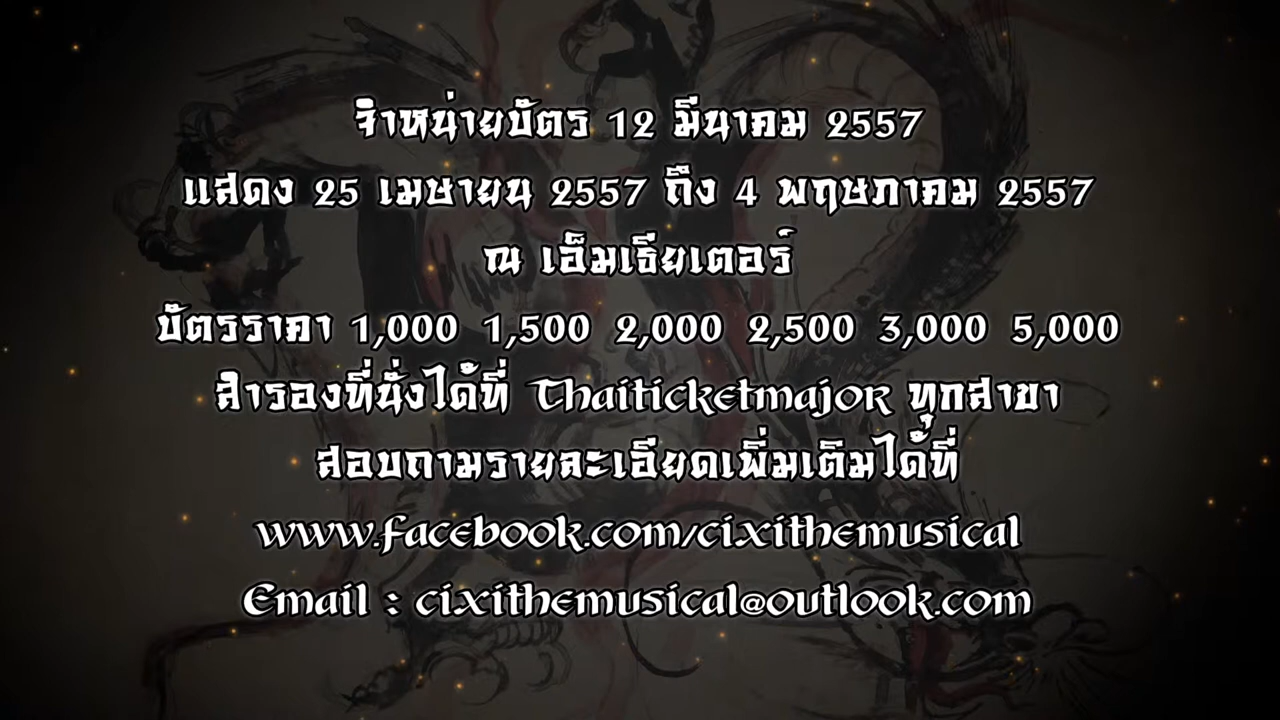 จำหน่ายบัตร 12 มีนาคม 2557
แสดง 25 เมษายน 2557 ถึง 4 พฤษภาคม 2557
ณ เอ็มเธียเตอร์
บัตรราคา 1,000 1,500 2,000 2,500 3,000 5,000
สำรองที่นั่งได้ที่ Thaiticketmajor ทุกสาขา
สอบถามรายละเอียดเพิ่มเติมได้ที่
www.facebook.com/cixithemusical
Email : cixithemusical@outlook.com